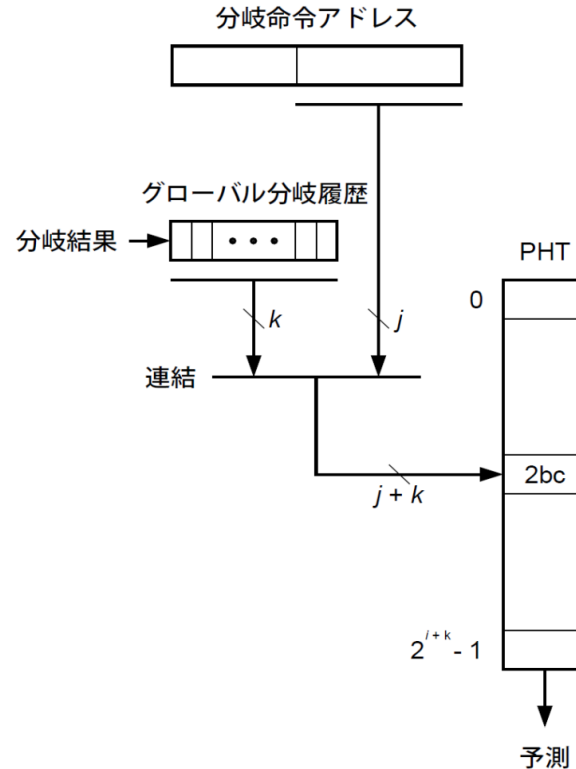 分岐命令アドレス
グローバル分岐履歴
分岐結果
k
j
連結
j + k
PHT
0
2bc
2^{i + k} - 1
予測